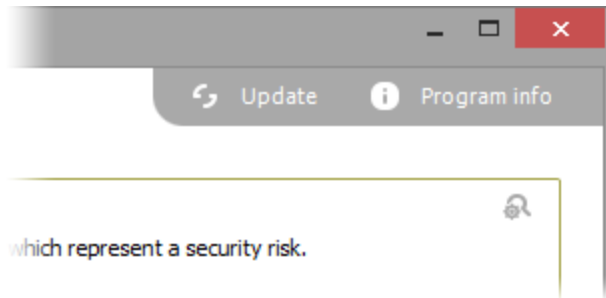 Update
Program info
which represent a security risk.